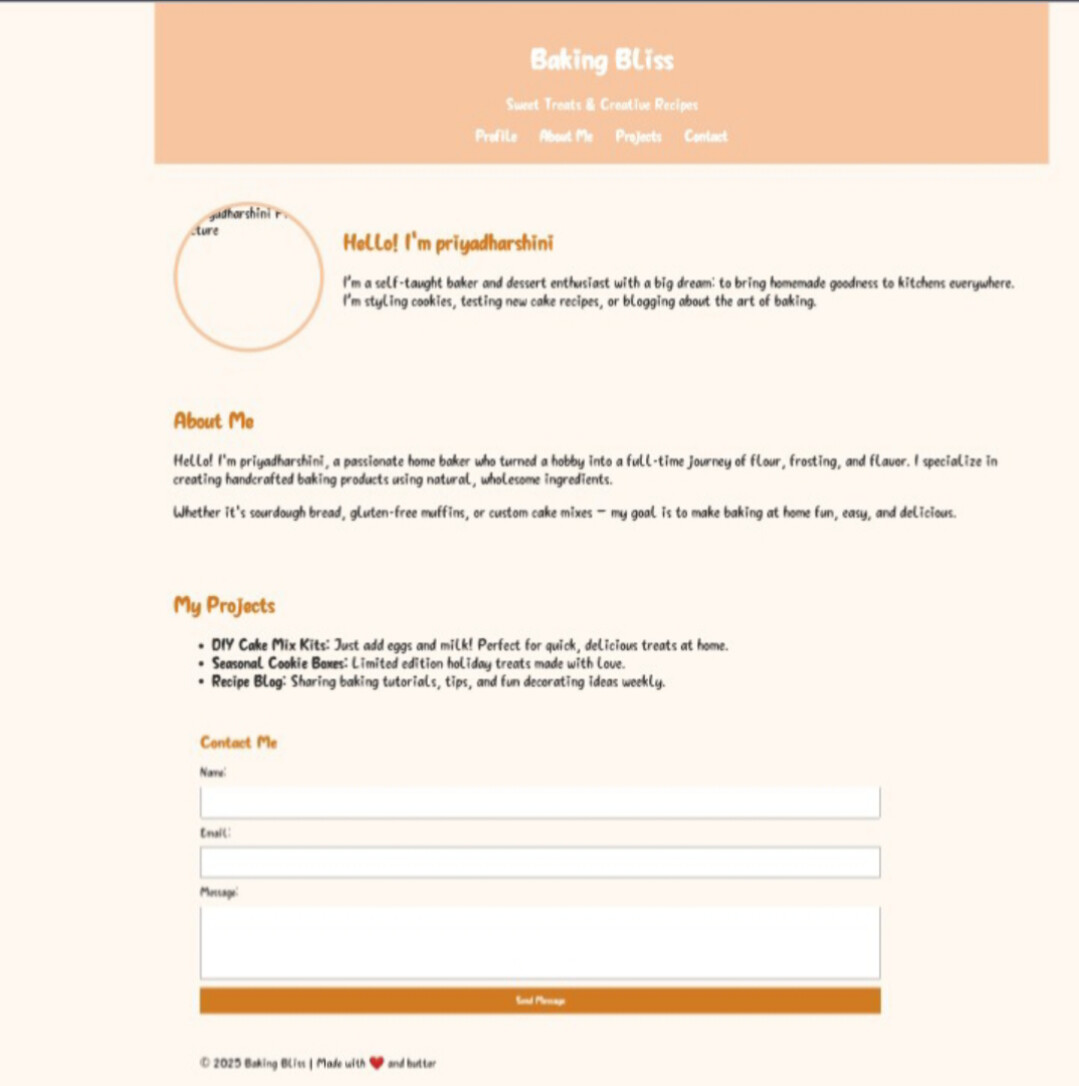 Baking Bliss
Sweet Treats & Creative Recipes
Profile About Me Projects Contact
yadharshini
cture
Hello! I'm priyadharshini
I'm a self-taught baker and dessert enthusiast with a big dream: to bring homemade goodness to kitchens everywhere.
I'm styling cookies, testing new cake recipes, or blogging about the art of baking.
About Me
Hello! I'm priyadharshini, a passionate home baker who turned a hobby into a full-time journey of flour, frosting, and flavor. I specialize in
creating handcrafted baking products using natural, wholesome ingredients.
Whether it's sourdough bread, gluten-free muffins, or custom cake mixes — my goal is to make baking at home fun, easy, and delicious.
My Projects
• DIY Cake Mix Kits: Just add eggs and milk! Perfect for quick, delicious treats at home.
• Seasonal Cookie Boxes: Limited edition holiday treats made with love.
• Recipe Blog: Sharing baking tutorials, tips, and fun decorating ideas weekly.
Contact Me
Name:
Email:
Message:
Send Message
© 2025 Baking Bliss | Made with ❤️ and butter